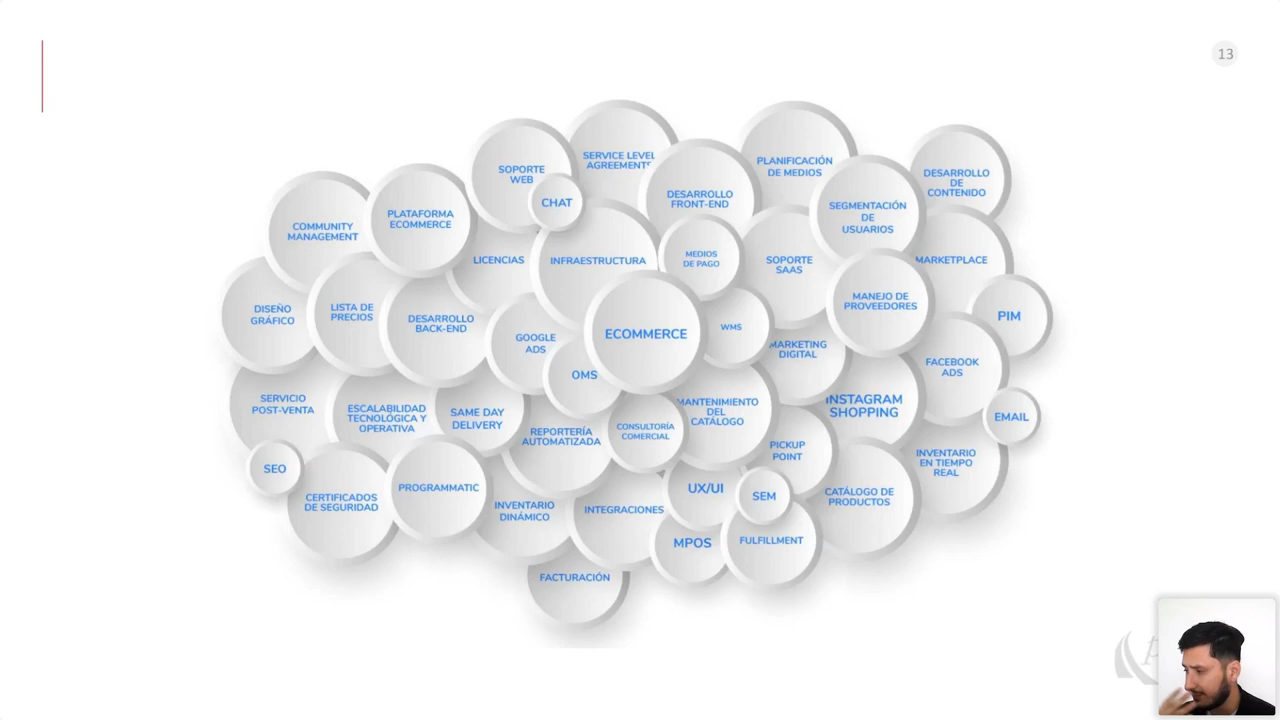 13
SERVICE LEVEL
AGREEMENTS
SOPORTE
WEB
CHAT
PLANIFICACIÓN
DE MEDIOS
DESARROLLO
DE
CONTENIDO
DESARROLLO
FRONT-END
SEGMENTACIÓN
DE
USUARIOS
PLATAFORMA
ECOMMERCE
COMMUNITY
MANAGEMENT
LICENCIAS
INFRAESTRUCTURA
MEDIOS
DE PAGO
SOPORTE
SAAS
MARKETPLACE
MANEJO DE
PROVEEDORES
PIM
DISEÑO
GRÁFICO
LISTA DE
PRECIOS
DESARROLLO
BACK-END
GOOGLE
ADS
ECOMMERCE
WMS
MARKETING
DIGITAL
FACEBOOK
ADS
OMS
SERVICIO
POST-VENTA
ESCALABILIDAD
TECNOLÓGICA Y
OPERATIVA
SAME DAY
DELIVERY
REPORTERÍA
AUTOMATIZADA
CONSULTORÍA
COMERCIAL
MANTENIMIENTO
DEL
CATÁLOGO
INSTAGRAM
SHOPPING
EMAIL
PICKUP
POINT
INVENTARIO
EN TIEMPO
REAL
SEO
CERTIFICADOS
DE SEGURIDAD
PROGRAMMATIC
INVENTARIO
DINÁMICO
INTEGRACIONES
UX/UI
SEM
CATÁLOGO DE
PRODUCTOS
MPOS
FULFILLMENT
FACTURACIÓN